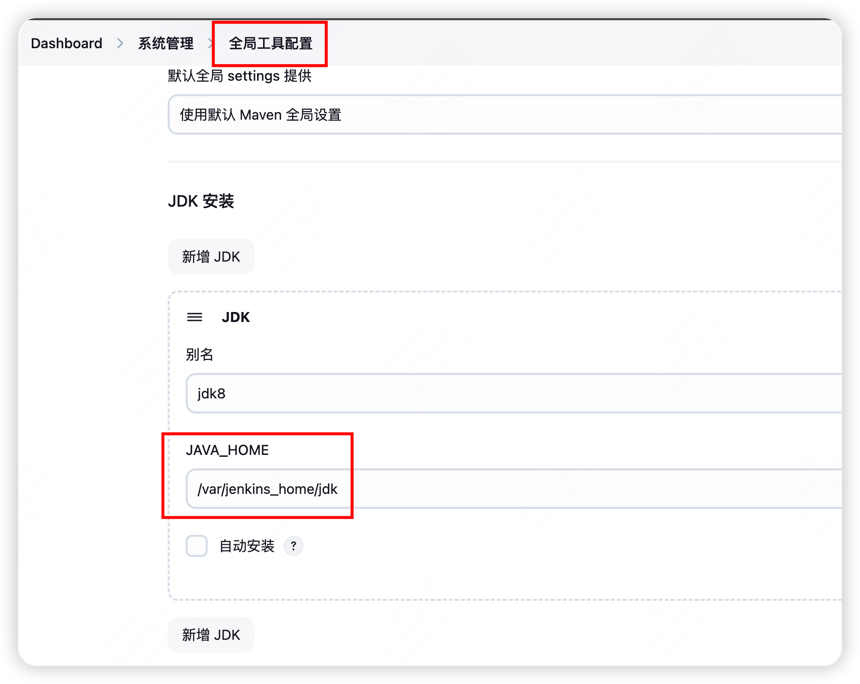 Dashboard > 系统管理 > 全局工具配置
默认全局 settings 提供
使用默认 Maven 全局设置
JDK 安装
新增 JDK
JDK
别名
jdk8
JAVA_HOME
/var/jenkins_home/jdk
自动安装 ?
新增 JDK